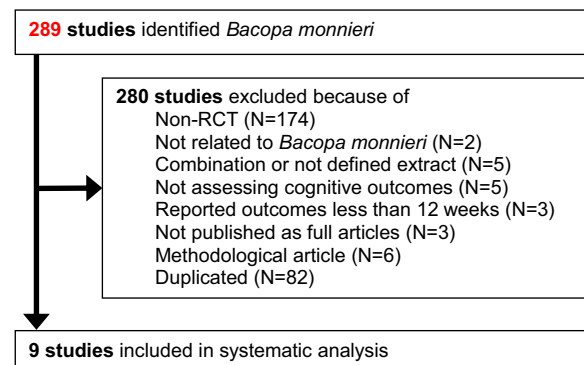 289 studies identified Bacopa monnieri
280 studies excluded because of
Non-RCT (N=174)
Not related to Bacopa monnieri (N=2)
Combination or not defined extract (N=5)
Not assessing cognitive outcomes (N=5)
Reported outcomes less than 12 weeks (N=3)
Not published as full articles (N=3)
Methodological article (N=6)
Duplicated (N=82)
9 studies included in systematic analysis